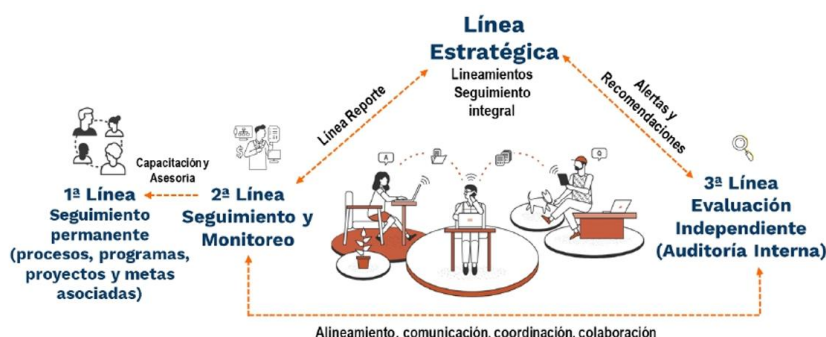 Línea
Estratégica
Lineamientos
Seguimiento
integral
Línea Reporte
Alertas y
Recomendaciones
Capacitación y
Asesoría
1ª Línea
Seguimiento
permanente
(procesos, programas,
proyectos y metas
asociadas)
2ª Línea
Seguimiento y
Monitoreo
A
Q
3ª Línea
Evaluación
Independiente
(Auditoría Interna)
Alineamiento, comunicación, coordinación, colaboración